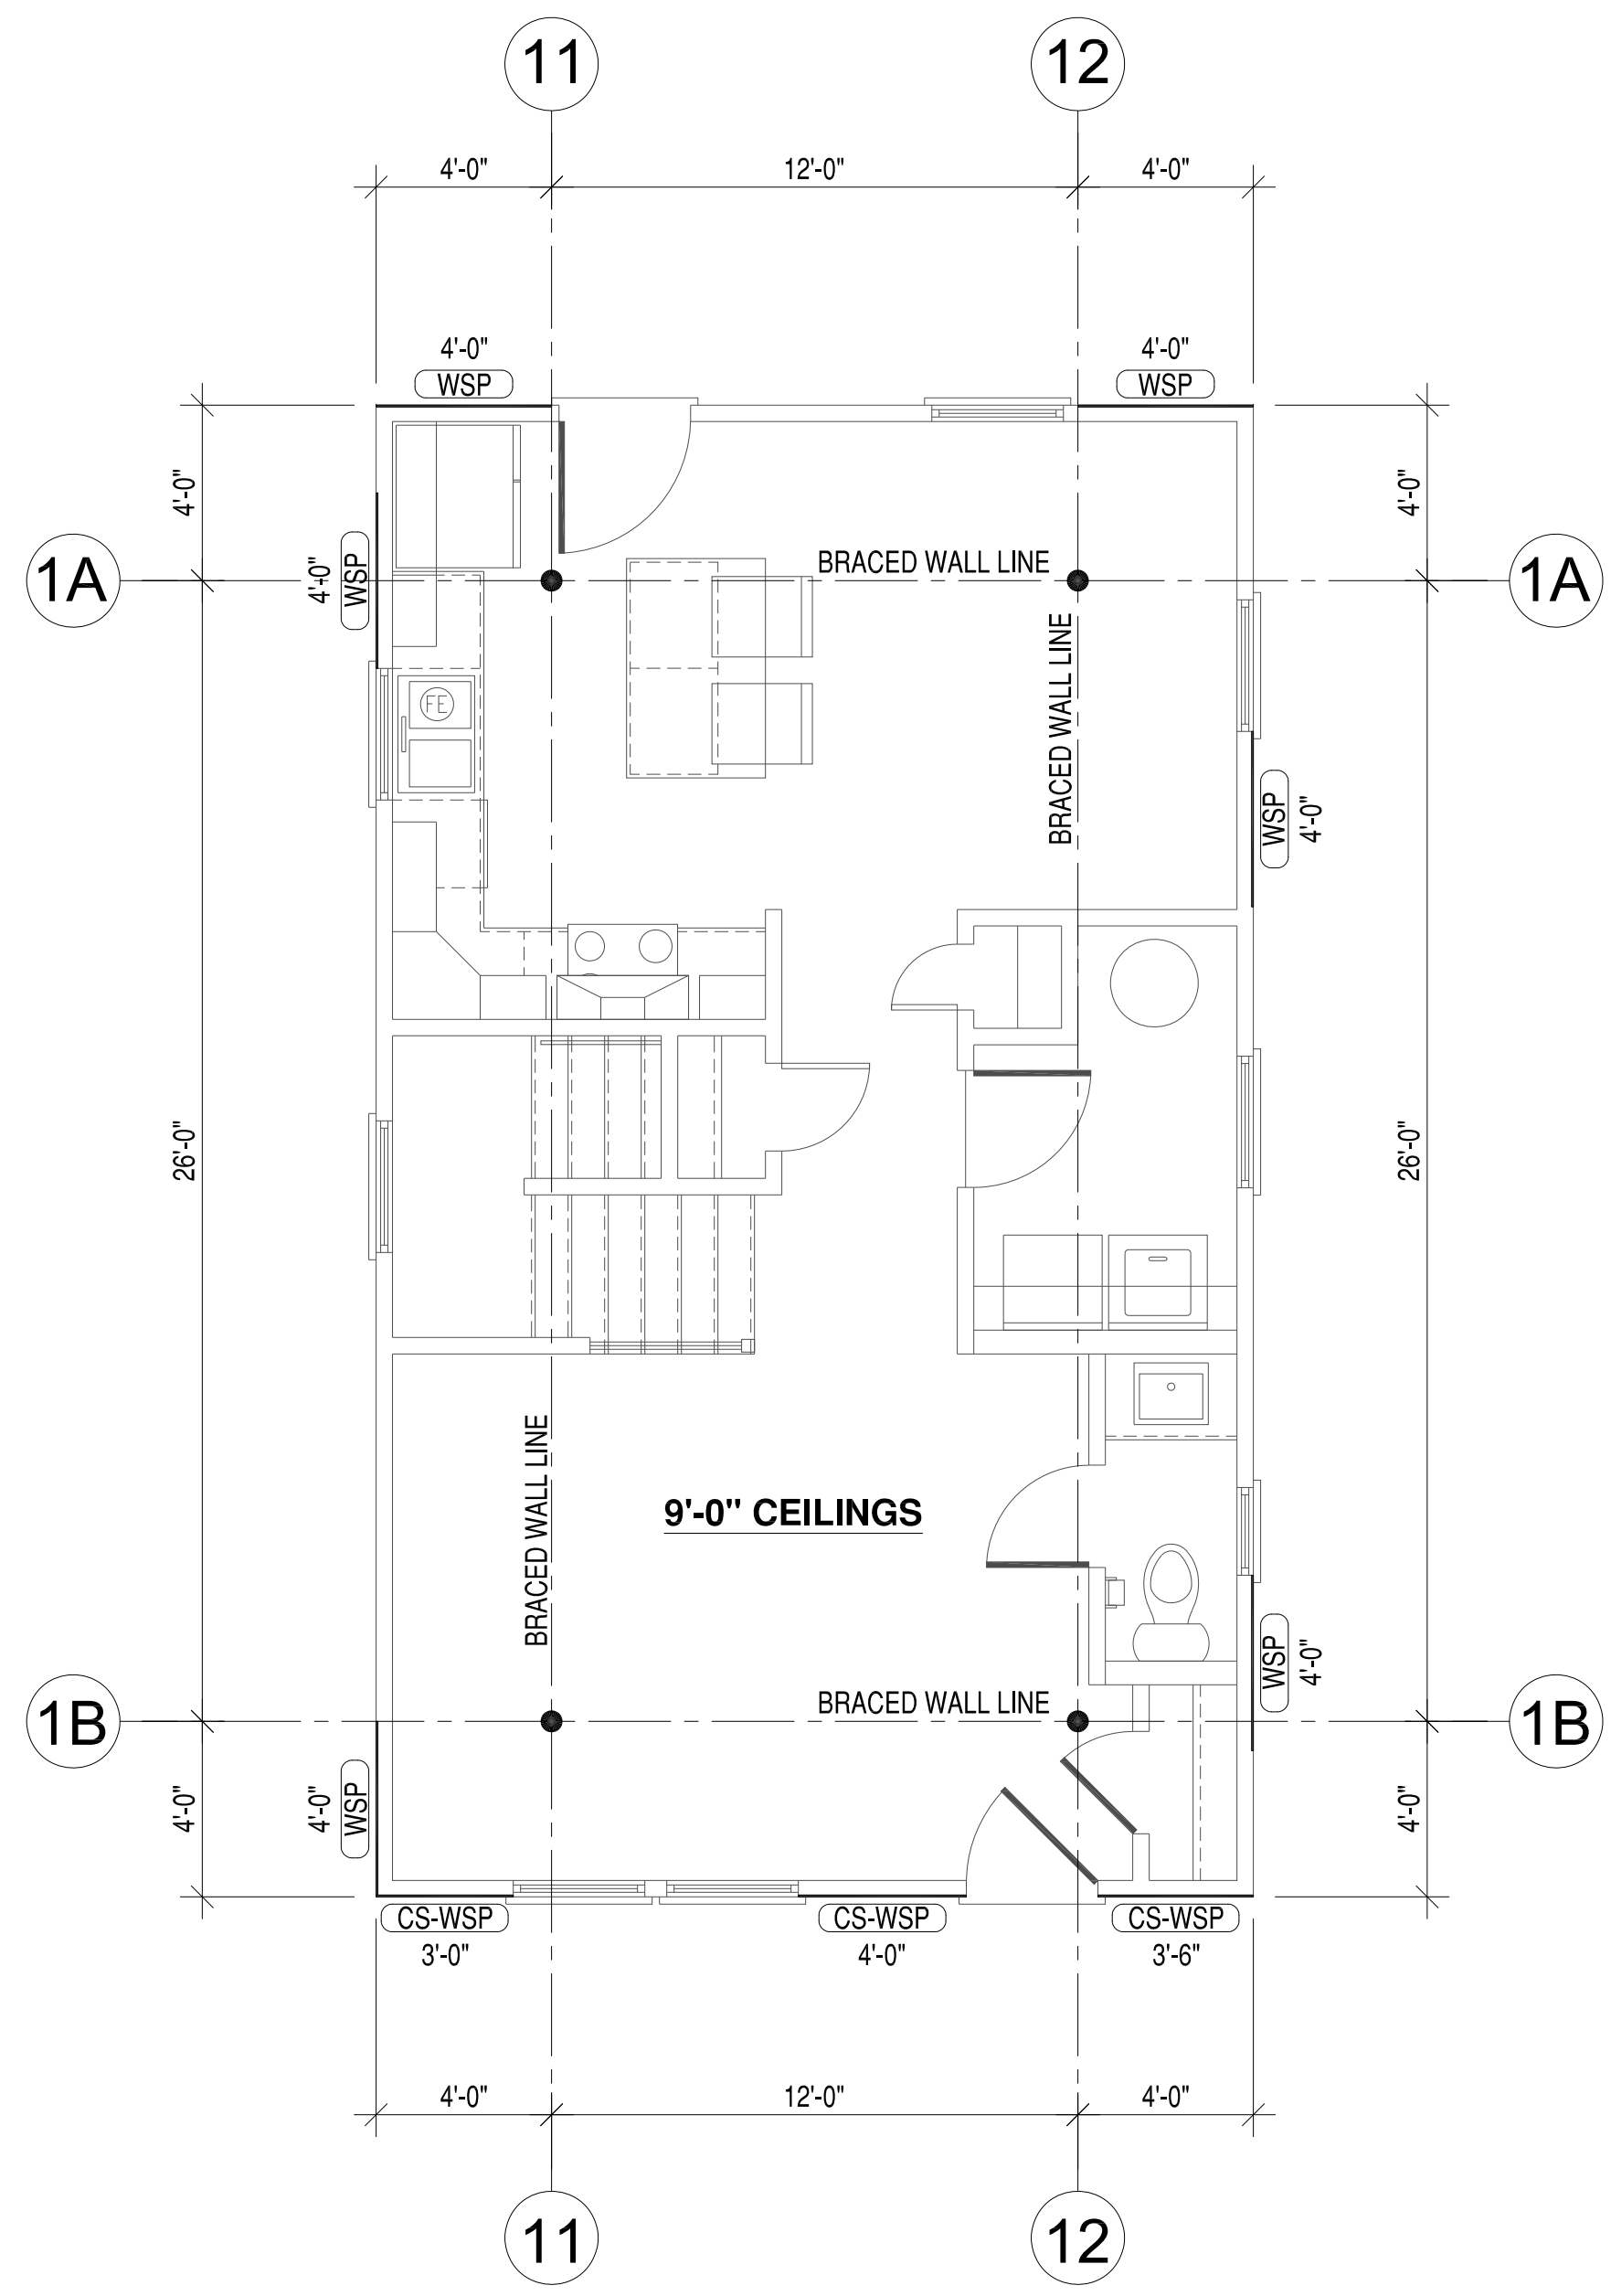 11
12
4'-0"
12'-0"
4'-0"
4'-0"
4'-0"
WSP
WSP
4'-0"
4'-0"
4'-0"
WSP
1A
BRACED WALL LINE
1A
BRACED WALL LINE
FE
WSP
4'-0"
26'-0"
26'-0"
BRACED WALL LINE
9'-0" CEILINGS
WSP
4'-0"
1B
BRACED WALL LINE
1B
4'-0"
4'-0"
WSP
4'-0"
CS-WSP
CS-WSP
CS-WSP
3'-0"
4'-0"
3'-6"
4'-0"
12'-0"
4'-0"
11
12